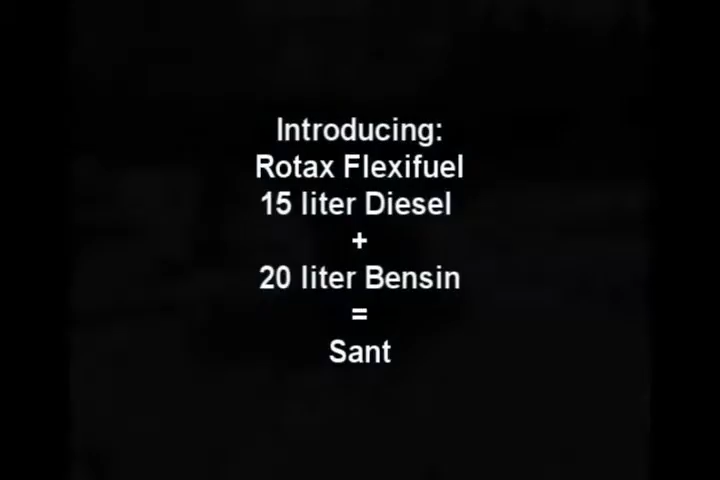 Introducing:
Rotax Flexifuel
15 liter Diesel
+
20 liter Bensin
=
Sant